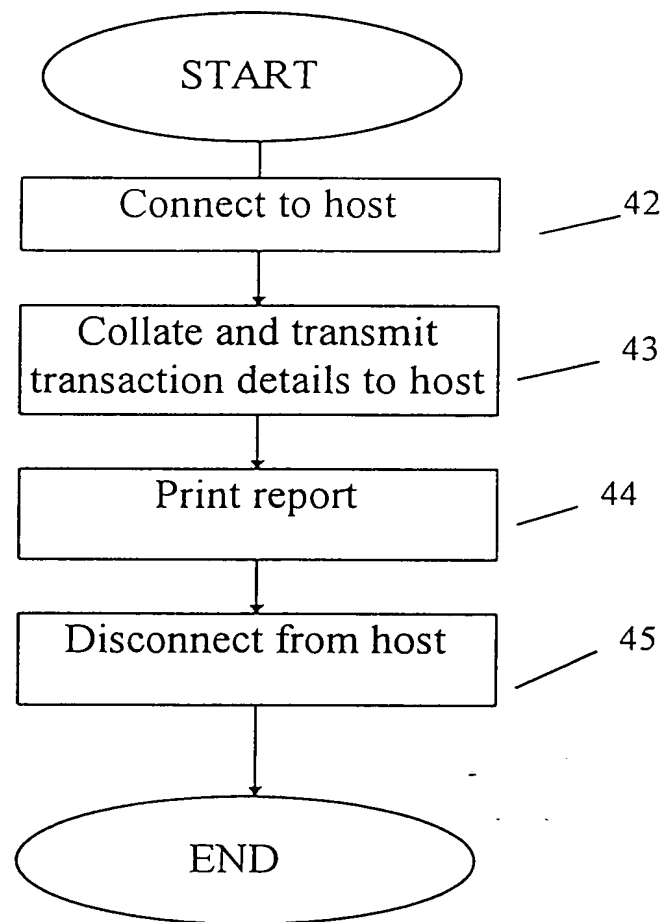 START
Connect to host
42
Collate and transmit
transaction details to host
43
Print report
44
Disconnect from host
45
END